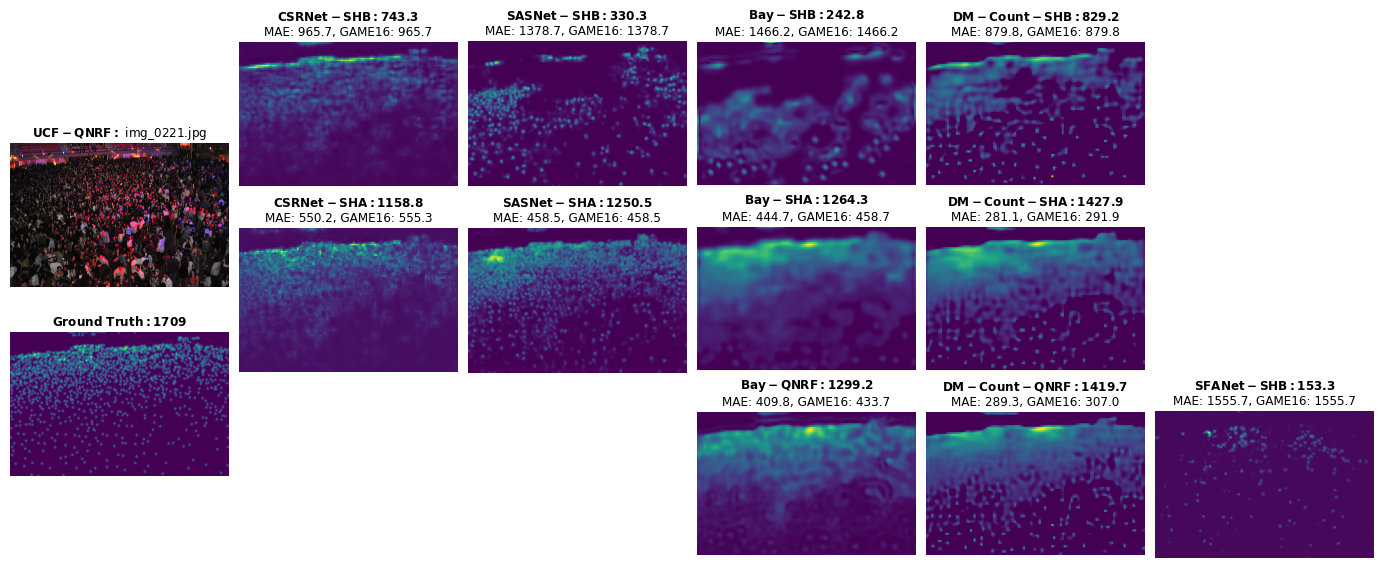 UCF − QNRF : img_0221.jpg
Ground Truth : 1709
CSRNet − SHB : 743.3
MAE: 965.7, GAME16: 965.7
SASNet − SHB : 330.3
MAE: 1378.7, GAME16: 1378.7
Bay − SHB : 242.8
MAE: 1466.2, GAME16: 1466.2
DM − Count − SHB : 829.2
MAE: 879.8, GAME16: 879.8
CSRNet − SHA : 1158.8
MAE: 550.2, GAME16: 555.3
SASNet − SHA : 1250.5
MAE: 458.5, GAME16: 458.5
Bay − SHA : 1264.3
MAE: 444.7, GAME16: 458.7
DM − Count − SHA : 1427.9
MAE: 281.1, GAME16: 291.9
Bay − QNRF : 1299.2
MAE: 409.8, GAME16: 433.7
DM − Count − QNRF : 1419.7
MAE: 289.3, GAME16: 307.0
SFANet − SHB : 153.3
MAE: 1555.7, GAME16: 1555.7